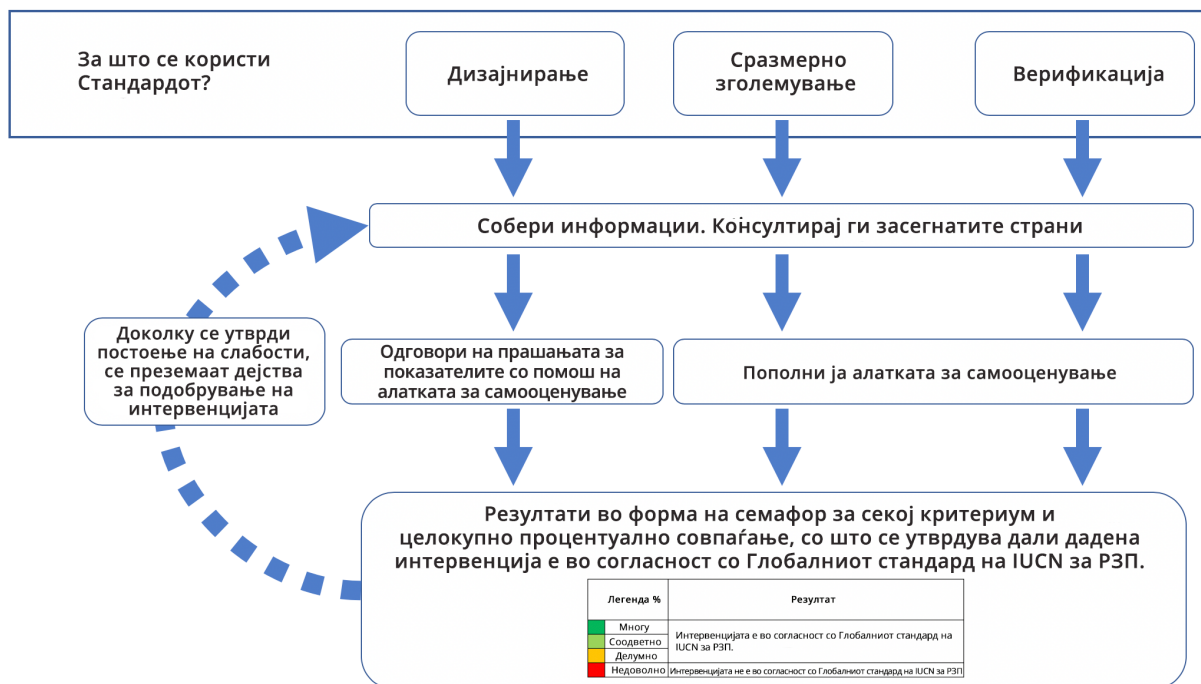 За што се користи
Стандардот?
Дизајнирање
Сразмерно
зголемување
Верификација
Собери информации. Консултирај ги засегнатите страни
Доколку се утврди
постоење на слабости,
се преземаат дејства
за подобрување на
интервенцијата
Одговори на прашањата за
показателите со помош на
алатката за самооценување
Пополни ја алатката за самооценување
Резултати во форма на семафор за секој критериум и
целокупно процентуално совпаѓање, со што се утврдува дали дадена
интервенција е во согласност со Глобалниот стандард на IUCN за РЗП.
Легенда %
Резултат
Многу
Соодветно
Делумно
Интервенцијата е во согласност со Глобалниот стандард на
IUCN за РЗП.
Недоволно
Интервенцијата не е во согласност со Глобалниот стандард на IUCN за РЗП